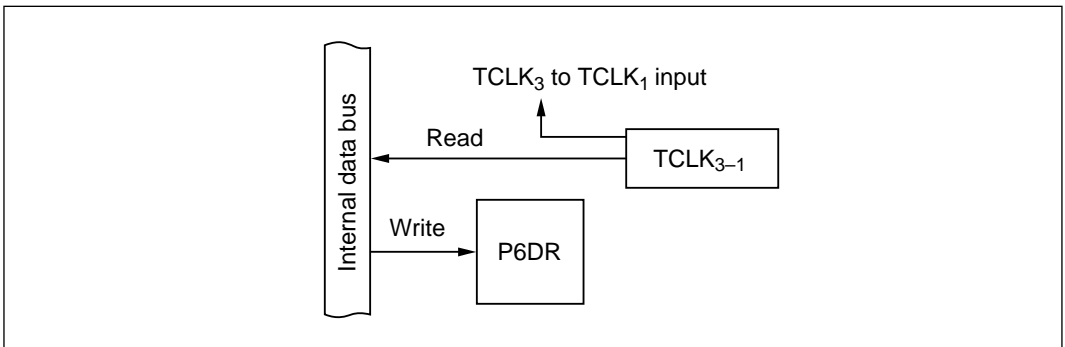 Internal data bus
TCLK₃ to TCLK₁ input
Read
TCLK₃₋₁
Write
P6DR